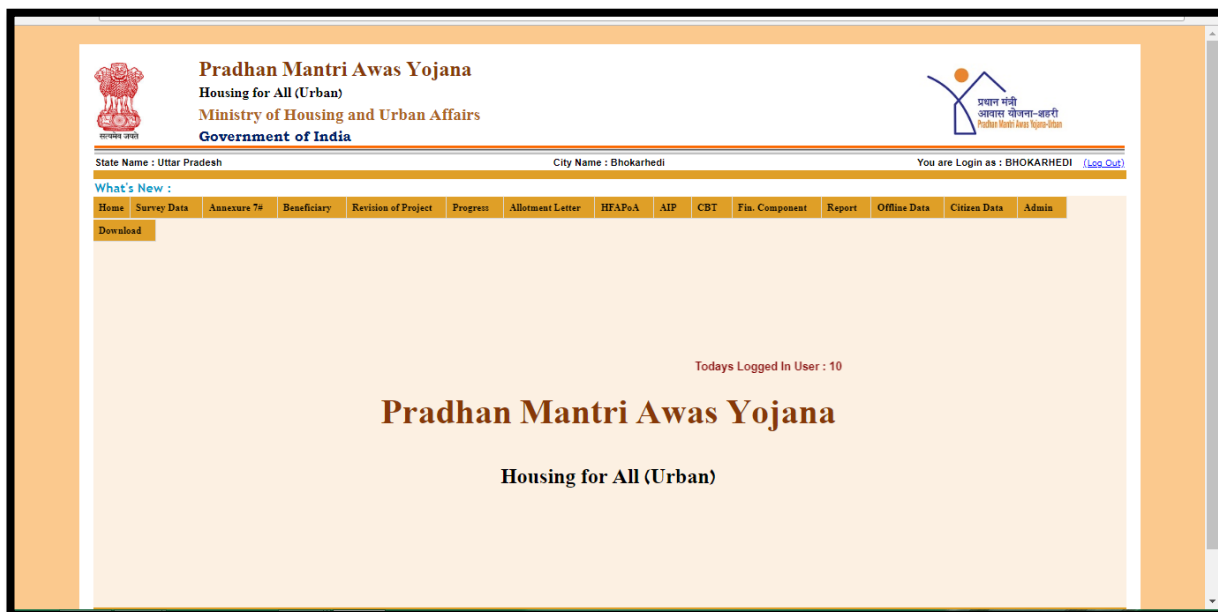 Pradhan Mantri Awas Yojana
Housing for All (Urban)
Ministry of Housing and Urban Affairs
Government of India
सत्यमेव जयते
प्रधान मंत्री
आवास योजना-शहरी
Pradhan Mantri Awas Yojana-Urban
State Name : Uttar Pradesh City Name : Bhokarhedi You are Login as : BHOKARHEDI (Log Out)
What's New :
Home Survey Data Annexure 7# Beneficiary Revision of Project Progress Allotment Letter HFAPoA AIP CBT Fin. Component Report Offline Data Citizen Data Admin
Download
Todays Logged In User : 10
Pradhan Mantri Awas Yojana
Housing for All (Urban)